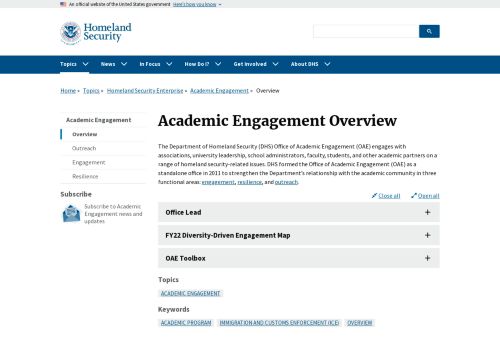 An official website of the United States government Here's how you know
Homeland
Security
Topics News In Focus How Do I? Get Involved About DHS
Home » Topics » Homeland Security Enterprise » Academic Engagement » Overview
Academic Engagement
Overview
Outreach
Engagement
Resilience
Subscribe
Subscribe to Academic
Engagement news and
updates
Academic Engagement Overview
The Department of Homeland Security (DHS) Office of Academic Engagement (OAE) engages with
associations, university leadership, school administrators, faculty, students, and other academic partners on a
range of homeland security-related issues. DHS formed the Office of Academic Engagement (OAE) as a
standalone office in 2011 to strengthen the Department's relationship with the academic community in three
functional areas: engagement, resilience, and outreach.
Close all Open all
Office Lead
FY22 Diversity-Driven Engagement Map
OAE Toolbox
Topics
ACADEMIC ENGAGEMENT
Keywords
ACADEMIC PROGRAM IMMIGRATION AND CUSTOMS ENFORCEMENT (ICE) OVERVIEW